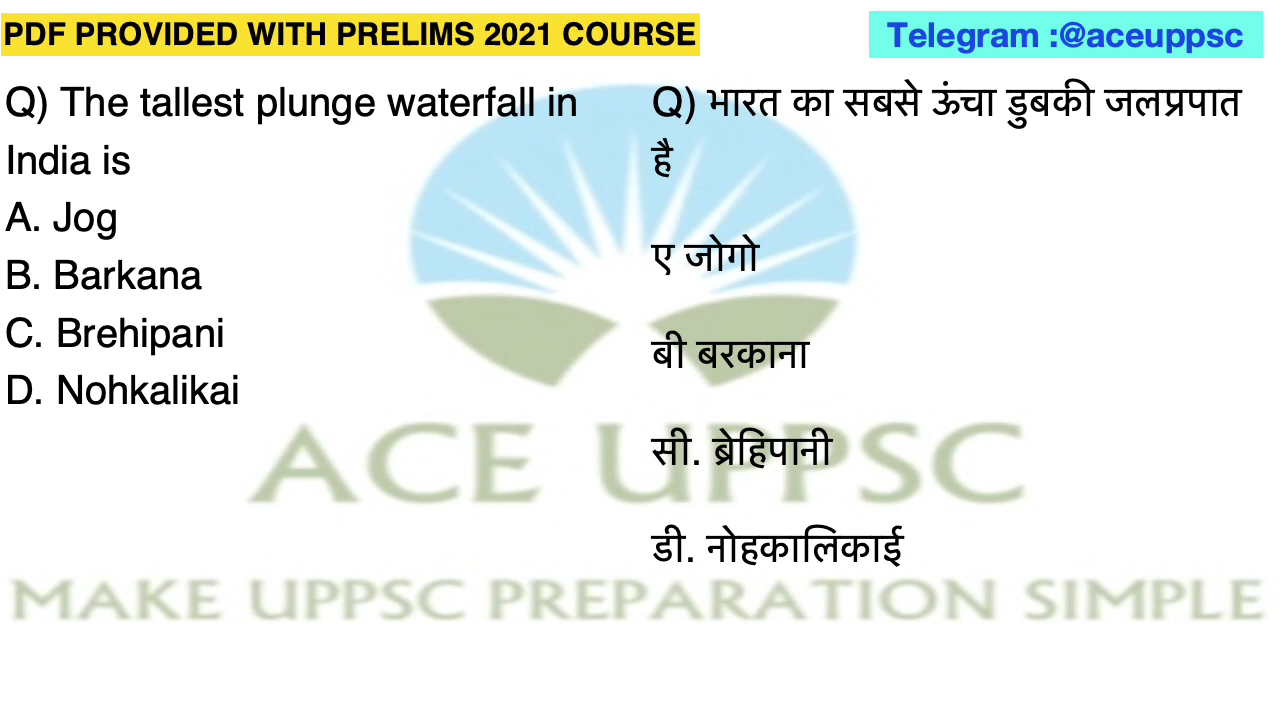 PDF PROVIDED WITH PRELIMS 2021 COURSE
Telegram :@aceuppsc
Q) The tallest plunge waterfall in
India is
A. Jog
B. Barkana
C. Brehipani
D. Nohkalikai
Q) भारत का सबसे ऊंचा डुबकी जलप्रपात
है
ए जोगो
बी बरकाना
सी. ब्रेहिपानी
डी. नोहकालिकाई
ACE UPPSC
MAKE UPPSC PREPARATION SIMPLE